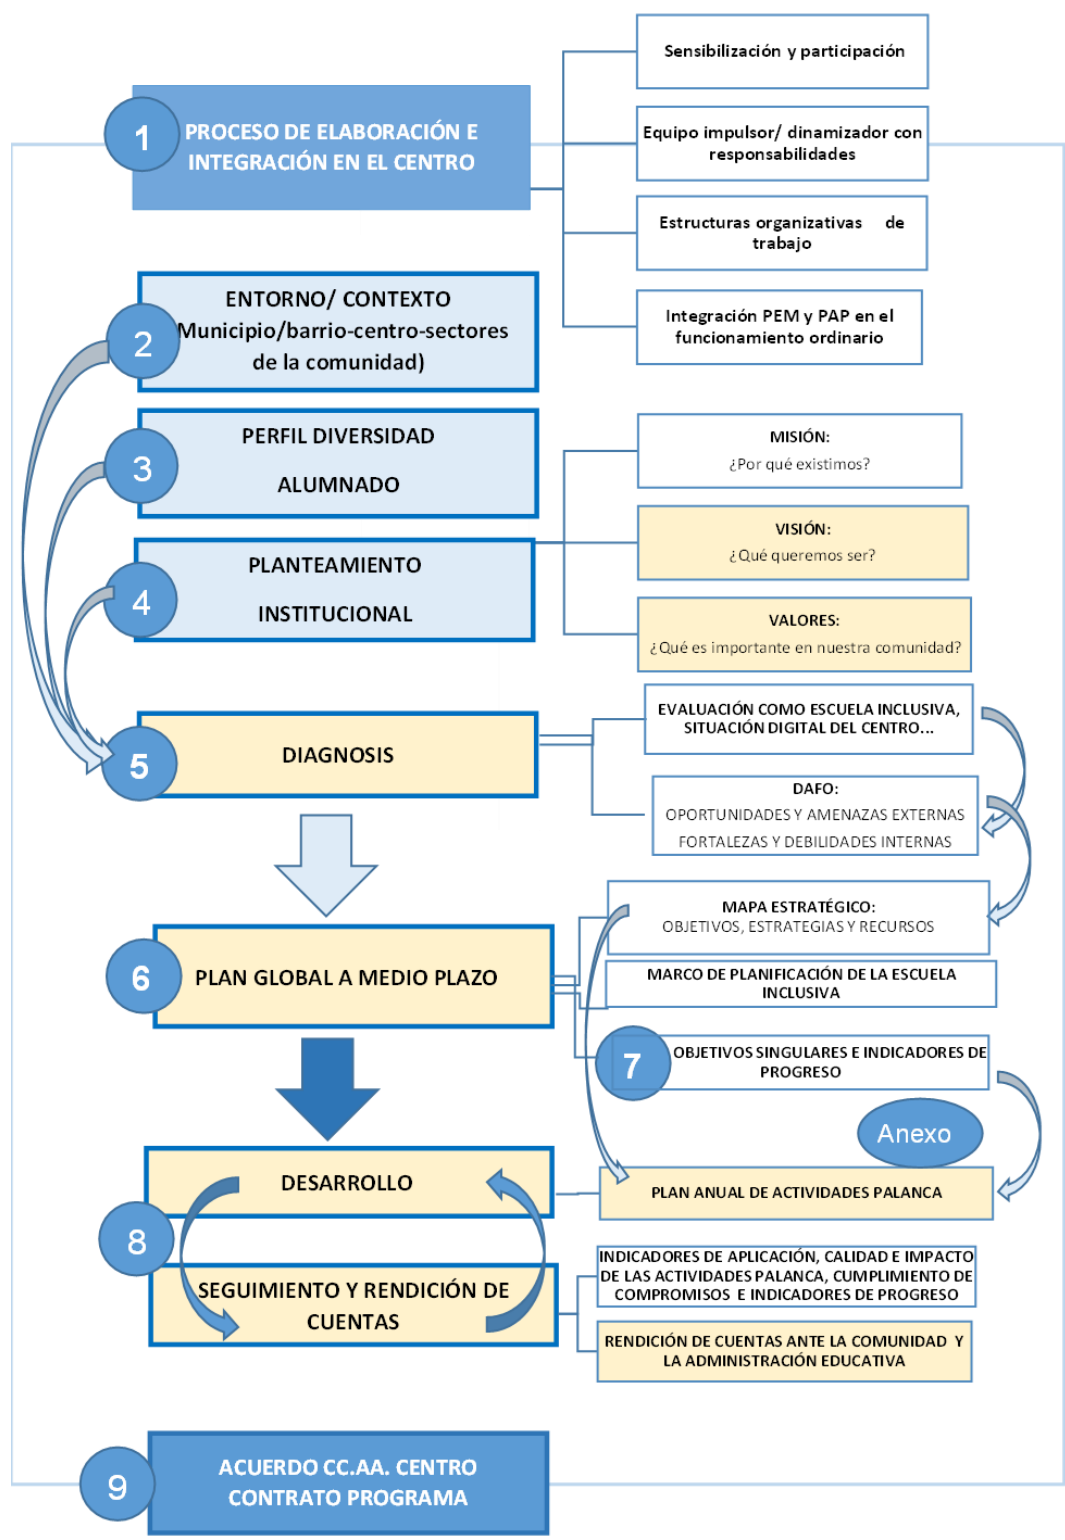 1
PROCESO DE ELABORACIÓN E
INTEGRACIÓN EN EL CENTRO
Sensibilización y participación
Equipo impulsor/ dinamizador con
responsabilidades
Estructuras organizativas de
trabajo
Integración PEM y PAP en el
funcionamiento ordinario
2
ENTORNO/ CONTEXTO
Municipio/barrio-centro-sectores
de la comunidad)
3
PERFIL DIVERSIDAD
ALUMNADO
4
PLANTEAMIENTO
INSTITUCIONAL
MISIÓN:
¿Por qué existimos?
VISIÓN:
¿Qué queremos ser?
VALORES:
¿Qué es importante en nuestra comunidad?
5
DIAGNOSIS
EVALUACIÓN COMO ESCUELA INCLUSIVA,
SITUACIÓN DIGITAL DEL CENTRO...
DAFO:
OPORTUNIDADES Y AMENAZAS EXTERNAS
FORTALEZAS Y DEBILIDADES INTERNAS
6
PLAN GLOBAL A MEDIO PLAZO
MAPA ESTRATÉGICO:
OBJETIVOS, ESTRATEGIAS Y RECURSOS
MARCO DE PLANIFICACIÓN DE LA ESCUELA
INCLUSIVA
7
OBJETIVOS SINGULARES E INDICADORES DE
PROGRESO
Anexo
8
DESARROLLO
PLAN ANUAL DE ACTIVIDADES PALANCA
SEGUIMIENTO Y RENDICIÓN DE
CUENTAS
INDICADORES DE APLICACIÓN, CALIDAD E IMPACTO
DE LAS ACTIVIDADES PALANCA, CUMPLIMIENTO DE
COMPROMISOS E INDICADORES DE PROGRESO
RENDICIÓN DE CUENTAS ANTE LA COMUNIDAD Y
LA ADMINISTRACIÓN EDUCATIVA
9
ACUERDO CC.AA. CENTRO
CONTRATO PROGRAMA